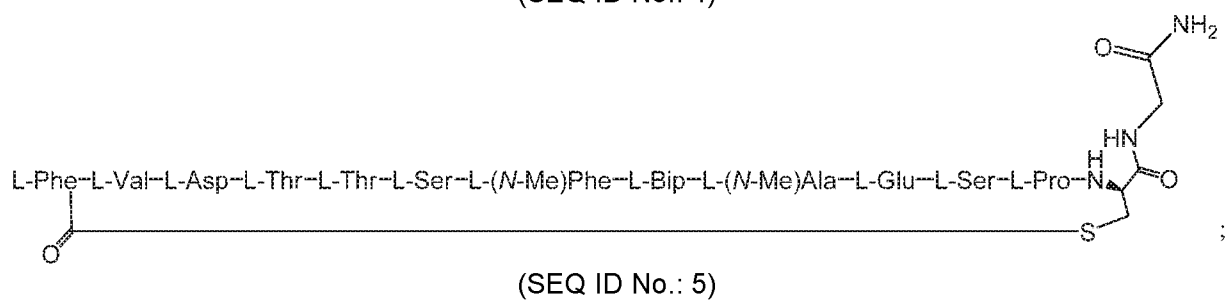 (SEQ ID No.: 4)
NH2
O
HN
H
L-Phe-L-Val-L-Asp-L-Thr-L-Thr-L-Ser-L-(N-Me)Phe-L-Bip-L-(N-Me)Ala-L-Glu-L-Ser-L-Pro-N O
O S ;
(SEQ ID No.: 5)